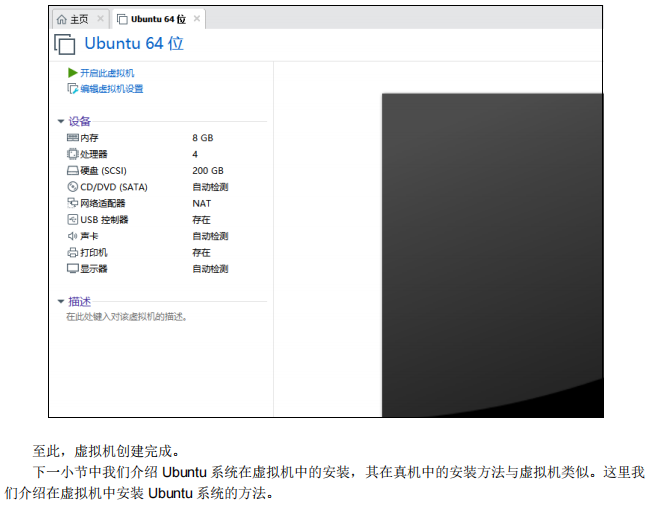 主页 ×
Ubuntu 64 位 ×
Ubuntu 64 位
开启此虚拟机
编辑虚拟机设置
设备
内存 8 GB
处理器 4
硬盘 (SCSI) 200 GB
CD/DVD (SATA) 自动检测
网络适配器 NAT
USB 控制器 存在
声卡 自动检测
打印机 存在
显示器 自动检测
描述
在此处键入对该虚拟机的描述。
至此，虚拟机创建完成。
下一小节中我们介绍 Ubuntu 系统在虚拟机中的安装，其在真机中的安装方法与虚拟机类似。这里我
们介绍在虚拟机中安装 Ubuntu 系统的方法。